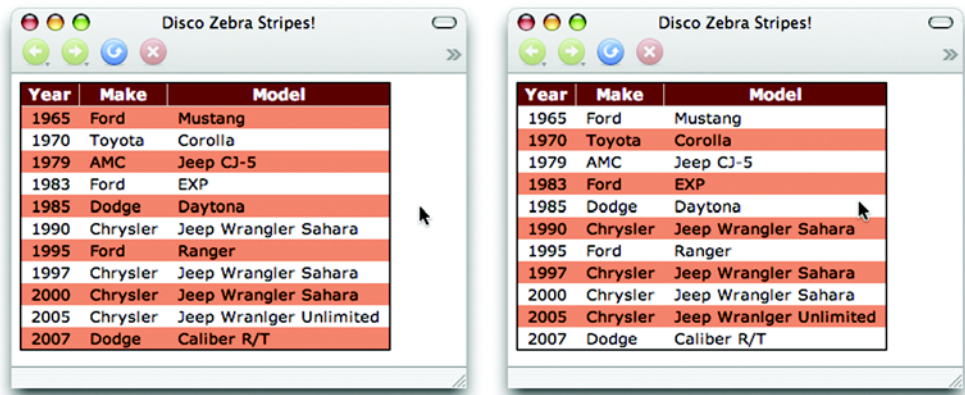 Disco Zebra Stripes!
Year Make Model
1965 Ford Mustang
1970 Toyota Corolla
1979 AMC Jeep CJ-5
1983 Ford EXP
1985 Dodge Daytona
1990 Chrysler Jeep Wrangler Sahara
1995 Ford Ranger
1997 Chrysler Jeep Wrangler Sahara
2000 Chrysler Jeep Wrangler Sahara
2005 Chrysler Jeep Wranlger Unlimited
2007 Dodge Caliber R/T
Disco Zebra Stripes!
Year Make Model
1965 Ford Mustang
1970 Toyota Corolla
1979 AMC Jeep CJ-5
1983 Ford EXP
1985 Dodge Daytona
1990 Chrysler Jeep Wrangler Sahara
1995 Ford Ranger
1997 Chrysler Jeep Wrangler Sahara
2000 Chrysler Jeep Wrangler Sahara
2005 Chrysler Jeep Wranlger Unlimited
2007 Dodge Caliber R/T